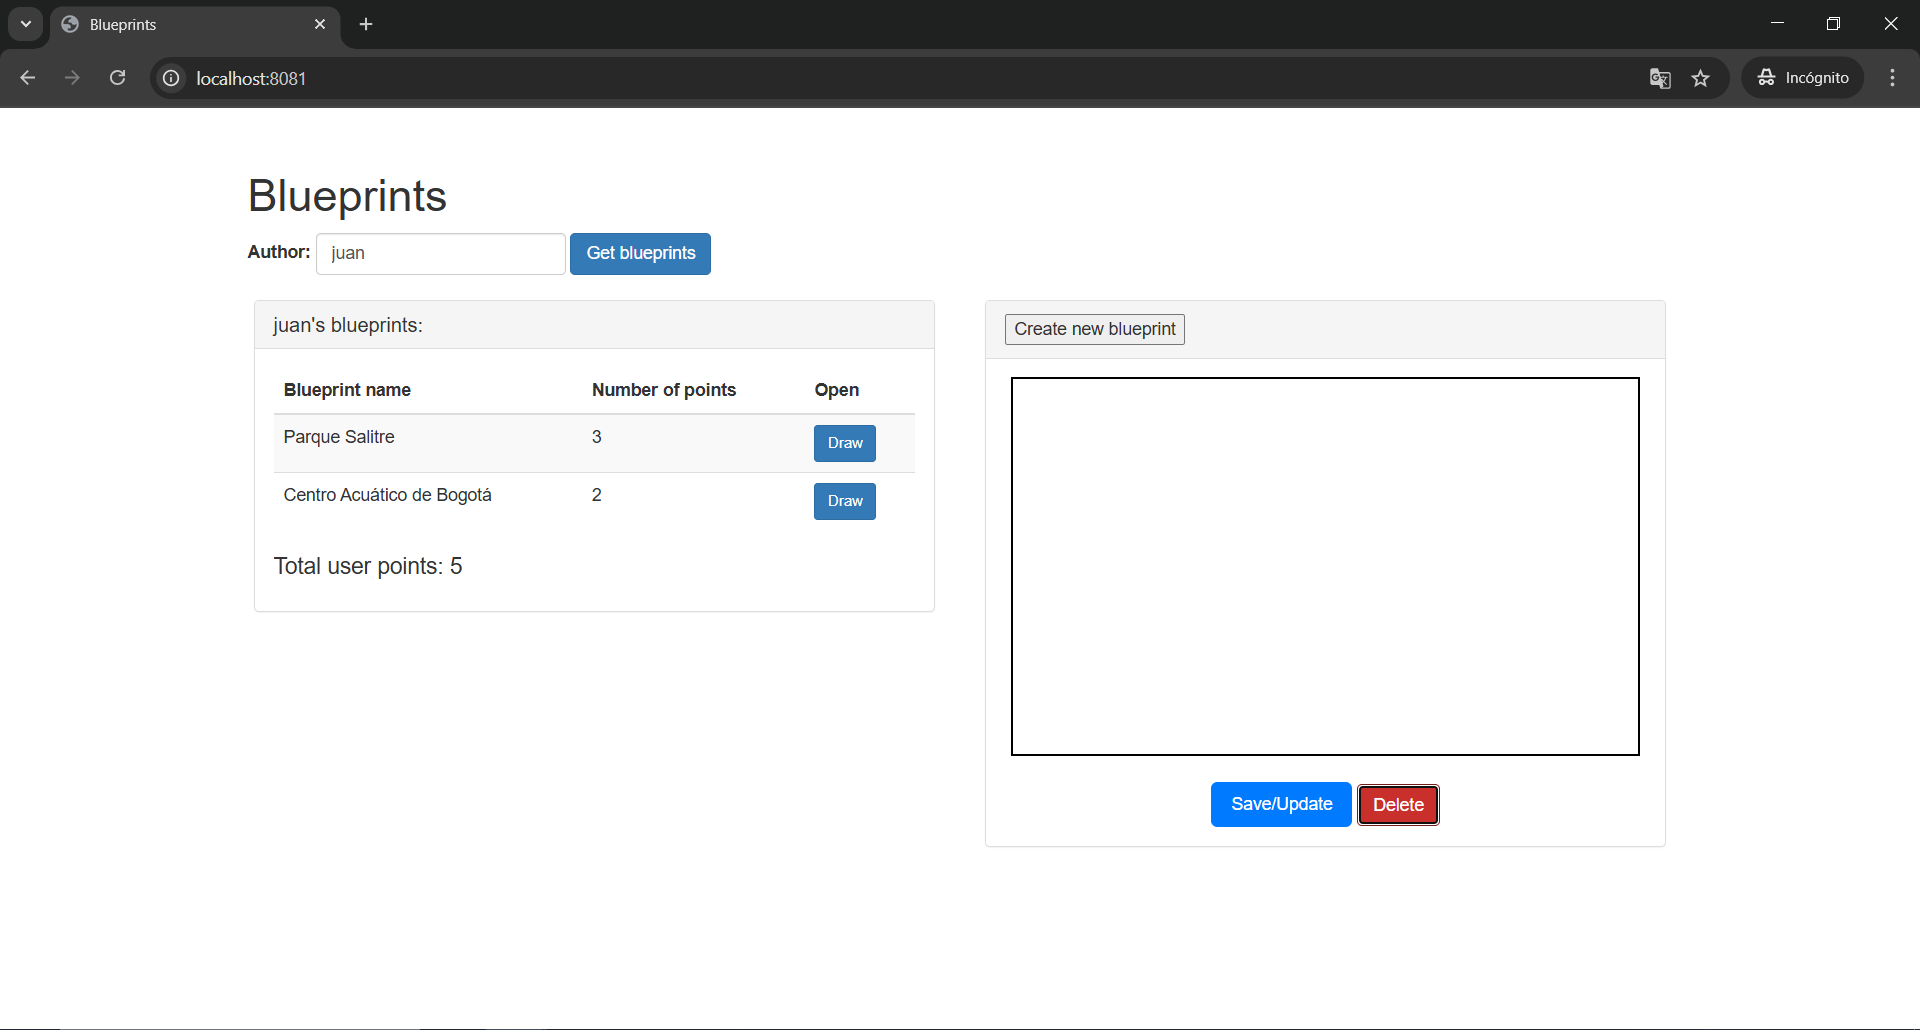 Blueprints
localhost:8081
Incógnito
Blueprints
Author: juan Get blueprints
juan's blueprints:
Blueprint name Number of points Open
Parque Salitre 3 Draw
Centro Acuático de Bogotá 2 Draw
Total user points: 5
Create new blueprint
Save/Update Delete